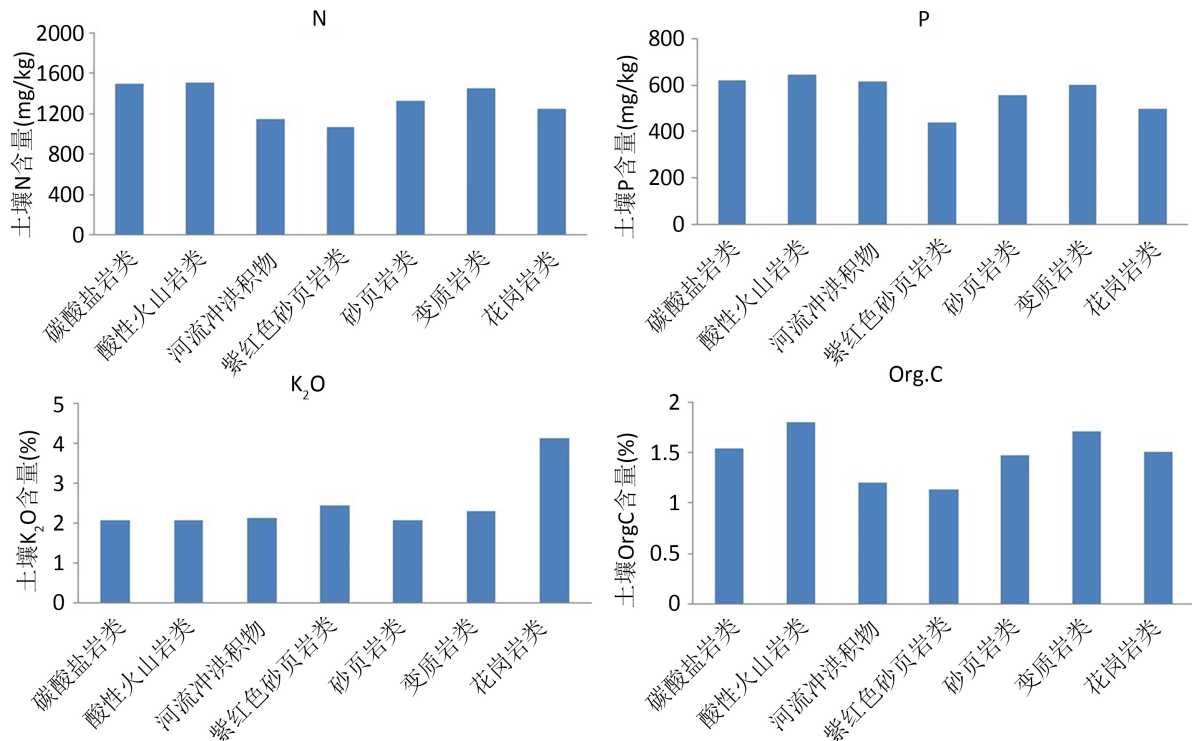 N
土壤N含量(mg/kg)
2000
1600
1200
800
400
0
碳酸盐岩类
酸性火山岩类
河流冲洪积物
紫红色砂页岩类
砂页岩类
变质岩类
花岗岩类
P
土壤P含量(mg/kg)
800
600
400
200
0
碳酸盐岩类
酸性火山岩类
河流冲洪积物
紫红色砂页岩类
砂页岩类
变质岩类
花岗岩类
K₂O
土壤K₂O含量(%)
5
4
3
2
1
0
碳酸盐岩类
酸性火山岩类
河流冲洪积物
紫红色砂页岩类
砂页岩类
变质岩类
花岗岩类
Org.C
土壤OrgC含量(%)
2
1.5
1
0.5
0
碳酸盐岩类
酸性火山岩类
河流冲洪积物
紫红色砂页岩类
砂页岩类
变质岩类
花岗岩类